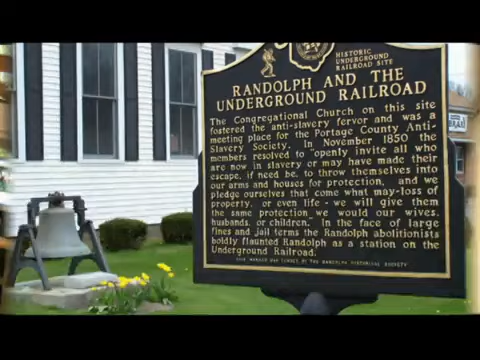 HISTORIC
UNDERGROUND
RAILROAD SITE
RANDOLPH AND THE
UNDERGROUND RAILROAD
The Congregational Church on this site
fostered the anti-slavery fervor and was a
meeting place for the Portage County Anti-
Slavery Society. In November 1850 the
members resolved to "openly invite all who
are now in slavery or may have made their
escape, if need be, to throw themselves into
our arms and houses for protection, and we
pledge ourselves that come what may-loss of
property, or even life - we will give them
the same protection we would our wives,
husbands, or children. In the face of large
fines and jail terms the Randolph abolitionists
boldly flaunted Randolph as a station on the
Underground Railroad.
BY THE RANDOLPH HISTORICAL SOCIETY